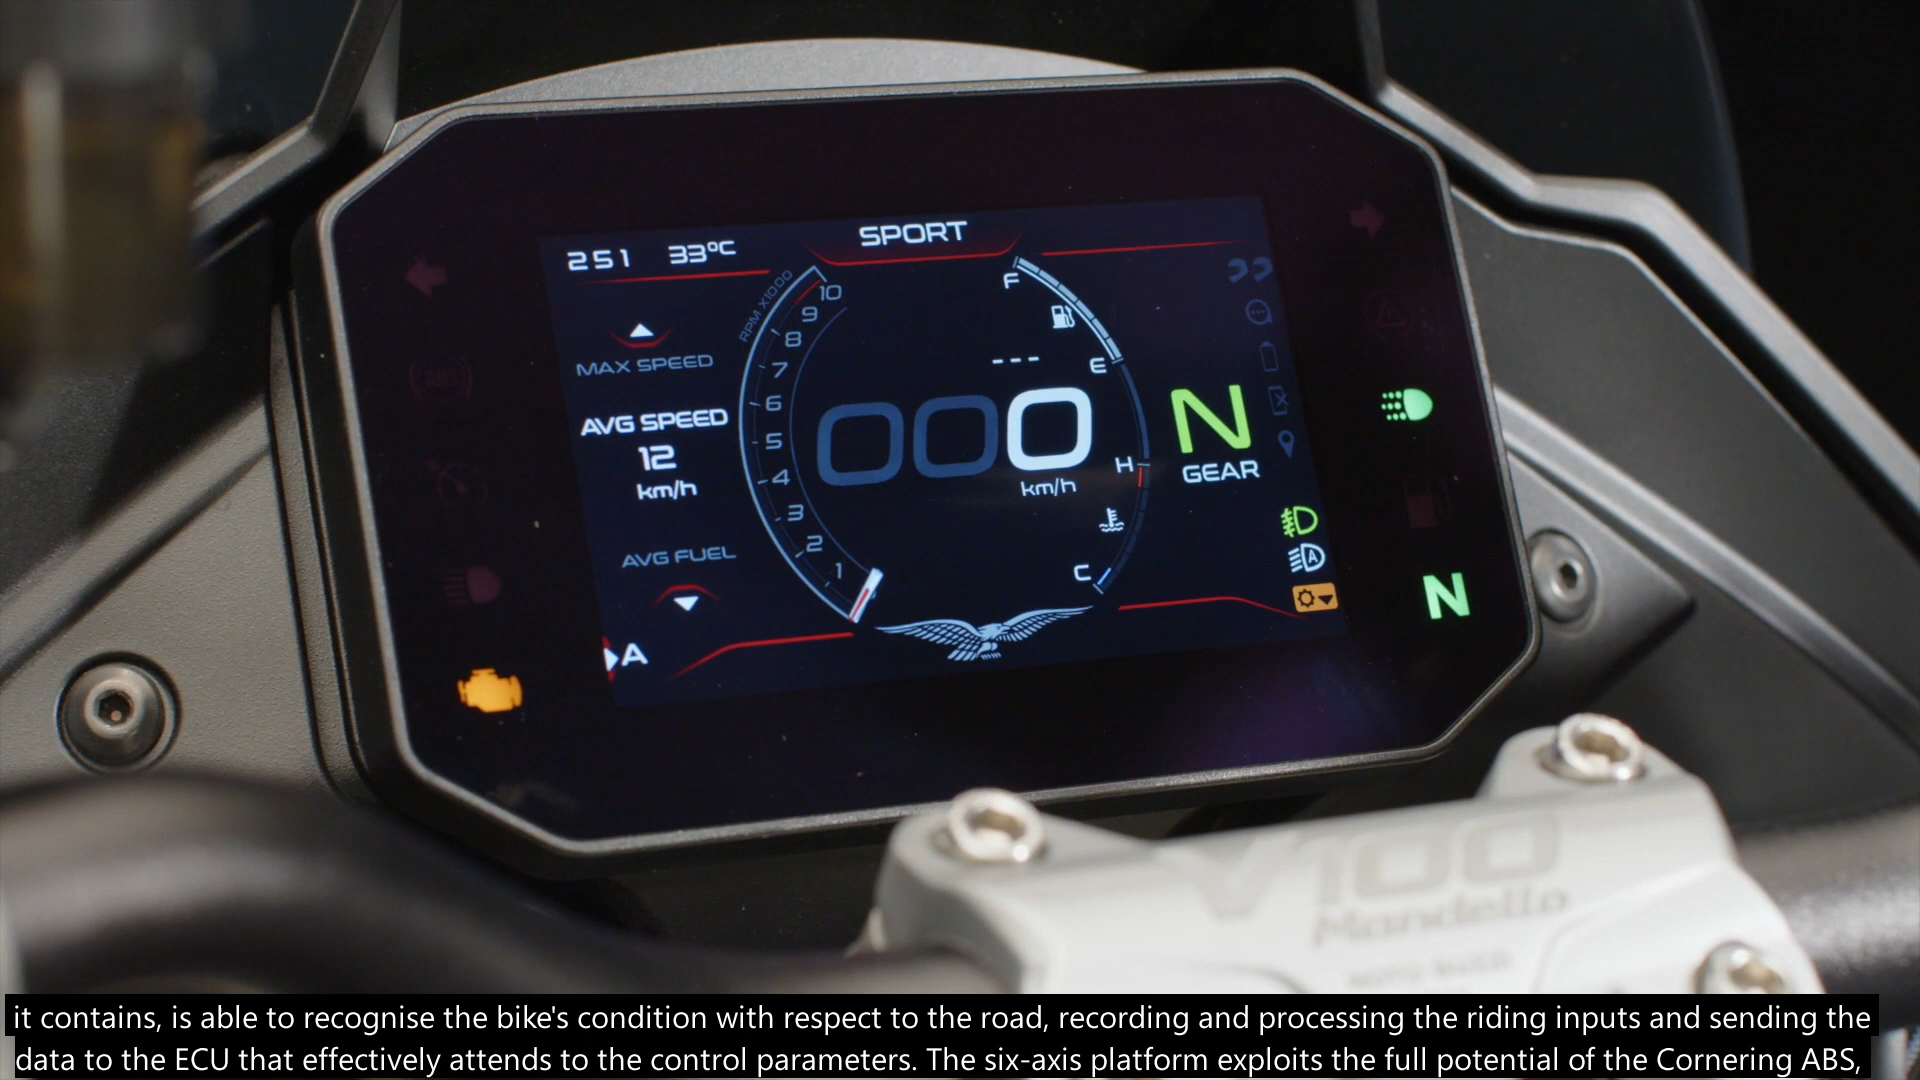 SPORT
251 33°C
RPM X1000
10
9
8
7
6
5
4
3
2
1
MAX SPEED
AVG SPEED
12
km/h
AVG FUEL
A
F
E
---
000
km/h
H
C
N
GEAR
A
N
V100
Mandello
it contains, is able to recognise the bike's condition with respect to the road, recording and processing the riding inputs and sending the
data to the ECU that effectively attends to the control parameters. The six-axis platform exploits the full potential of the Cornering ABS,